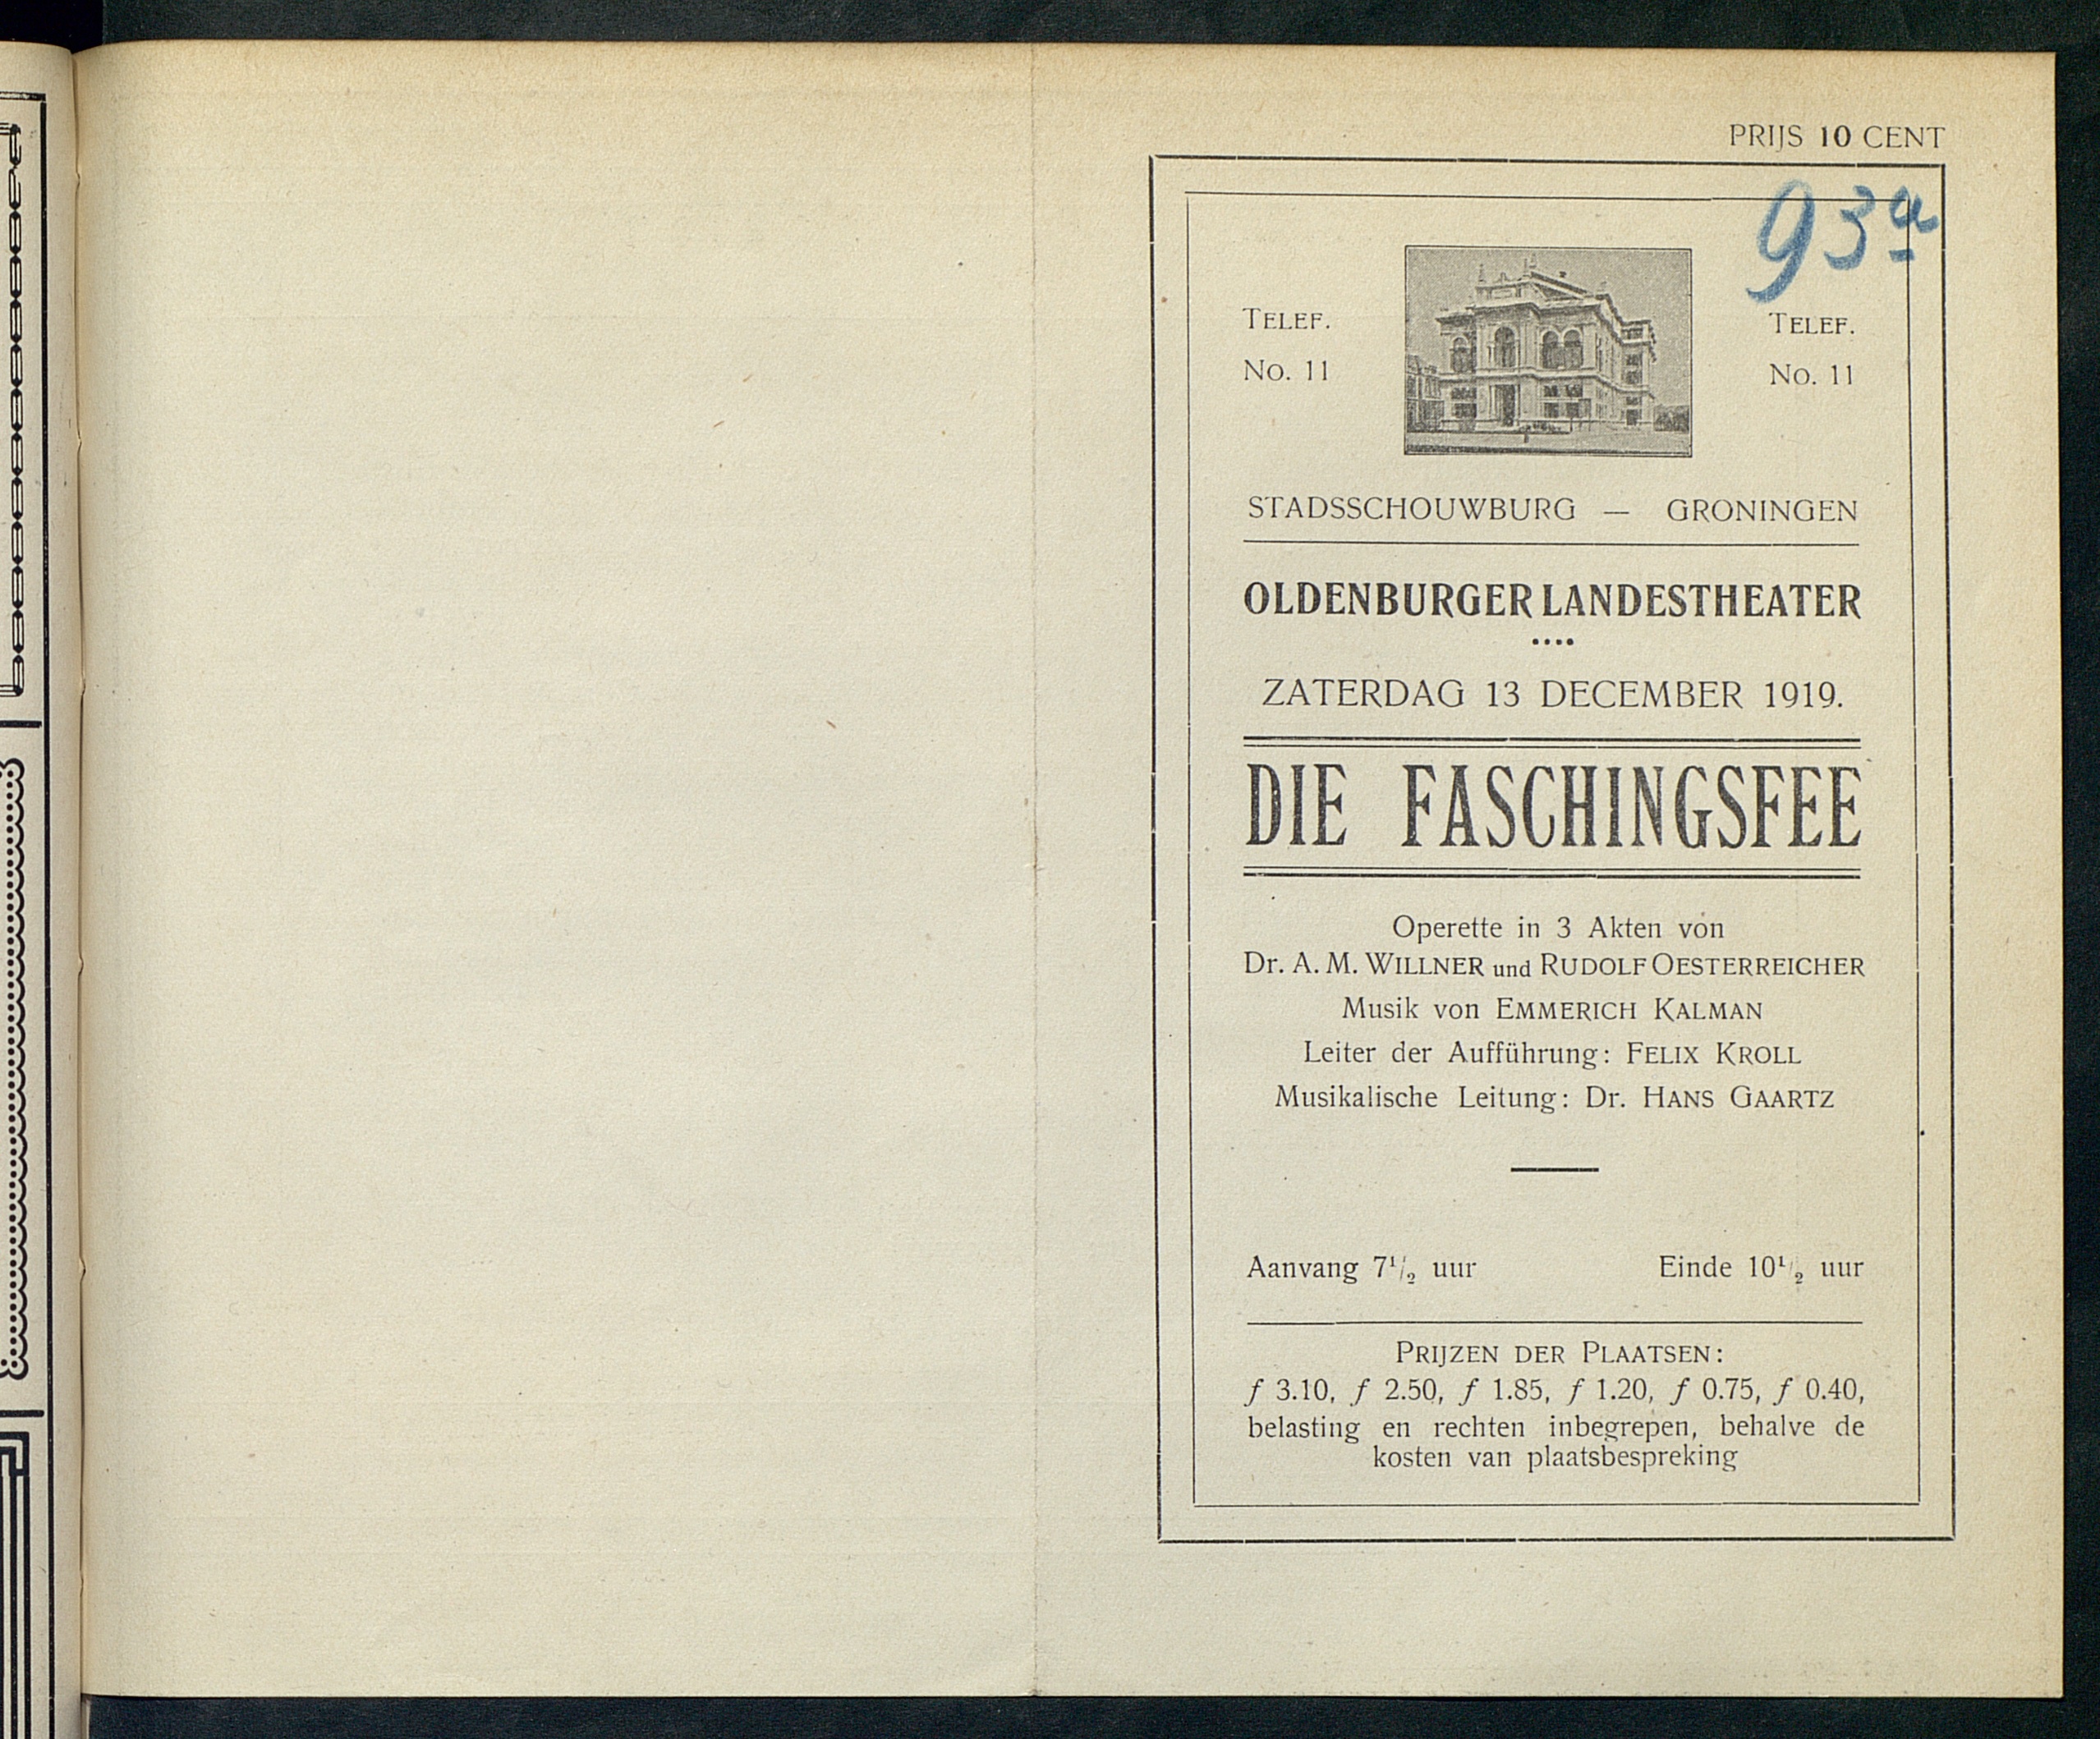 PRIJS 10 CENT
93a
TELEF.
No. 11
TELEF.
No. 11
STADSSCHOUWBURG — GRONINGEN
OLDENBURGER LANDESTHEATER
....
ZATERDAG 13 DECEMBER 1919.
DIE FASCHINGSFEE
Operette in 3 Akten von
Dr. A. M. WILLNER und RUDOLF OESTERREICHER
Musik von EMMERICH KALMAN
Leiter der Aufführung: FELIX KROLL
Musikalische Leitung: Dr. HANS GAARTZ
Aanvang 7½ uur Einde 10½ uur
PRIJZEN DER PLAATSEN:
ƒ 3.10, ƒ 2.50, ƒ 1.85, ƒ 1.20, ƒ 0.75, ƒ 0.40,
belasting en rechten inbegrepen, behalve de
kosten van plaatsbespreking